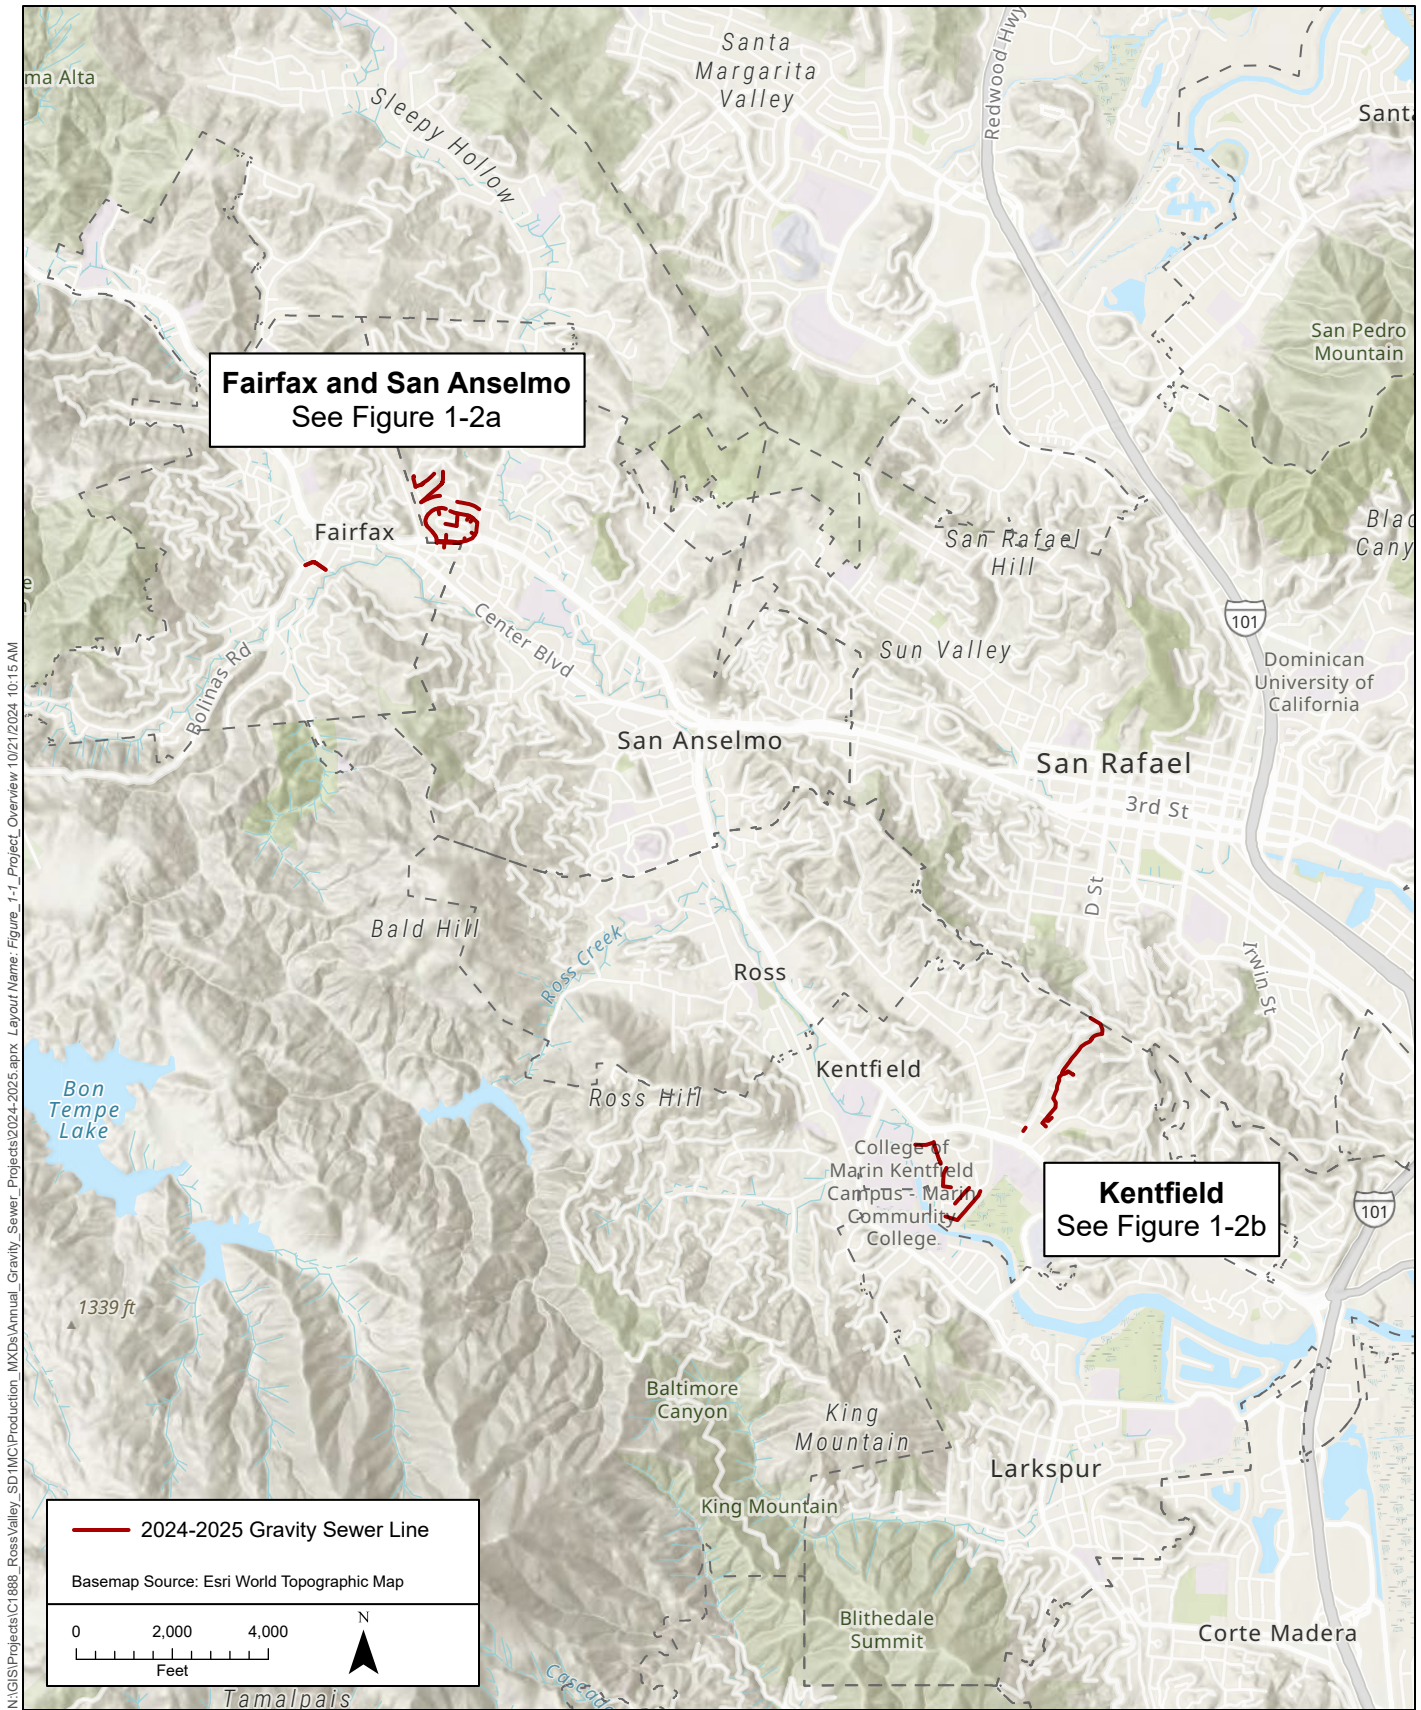 Santa
Margarita
Valley
Redwood Hwy
ma Alta
Sleepy Hollow
Santa
San Pedro
Mountain
Fairfax and San Anselmo
See Figure 1-2a
Fairfax
San Rafael
Hill
Blac
Cany
e
Center Blvd
101
Sun Valley
Dominican
University of
California
Bolinas Rd
San Anselmo
San Rafael
3rd St
D St
Bald Hill
Ross Creek
Ross
Irwin St
Kentfield
Bon
Tempe
Lake
Ross Hill
College of
Marin Kentfield
Campus - Marin
Community
College
Kentfield
See Figure 1-2b
101
1339 ft
Baltimore
Canyon
King
Mountain
Larkspur
King Mountain
2024-2025 Gravity Sewer Line
Basemap Source: Esri World Topographic Map
0 2,000 4,000
Feet
N
Blithedale
Summit
Corte Madera
Cascade
Tamalpais
N:\GIS\Projects\C1888_RossValley_SD1MC\Production_MXDs\Annual_Gravity_Sewer_Projects\2024-2025.aprx Layout Name: Figure_1-1_Project_Overview 10/21/2024 10:15 AM